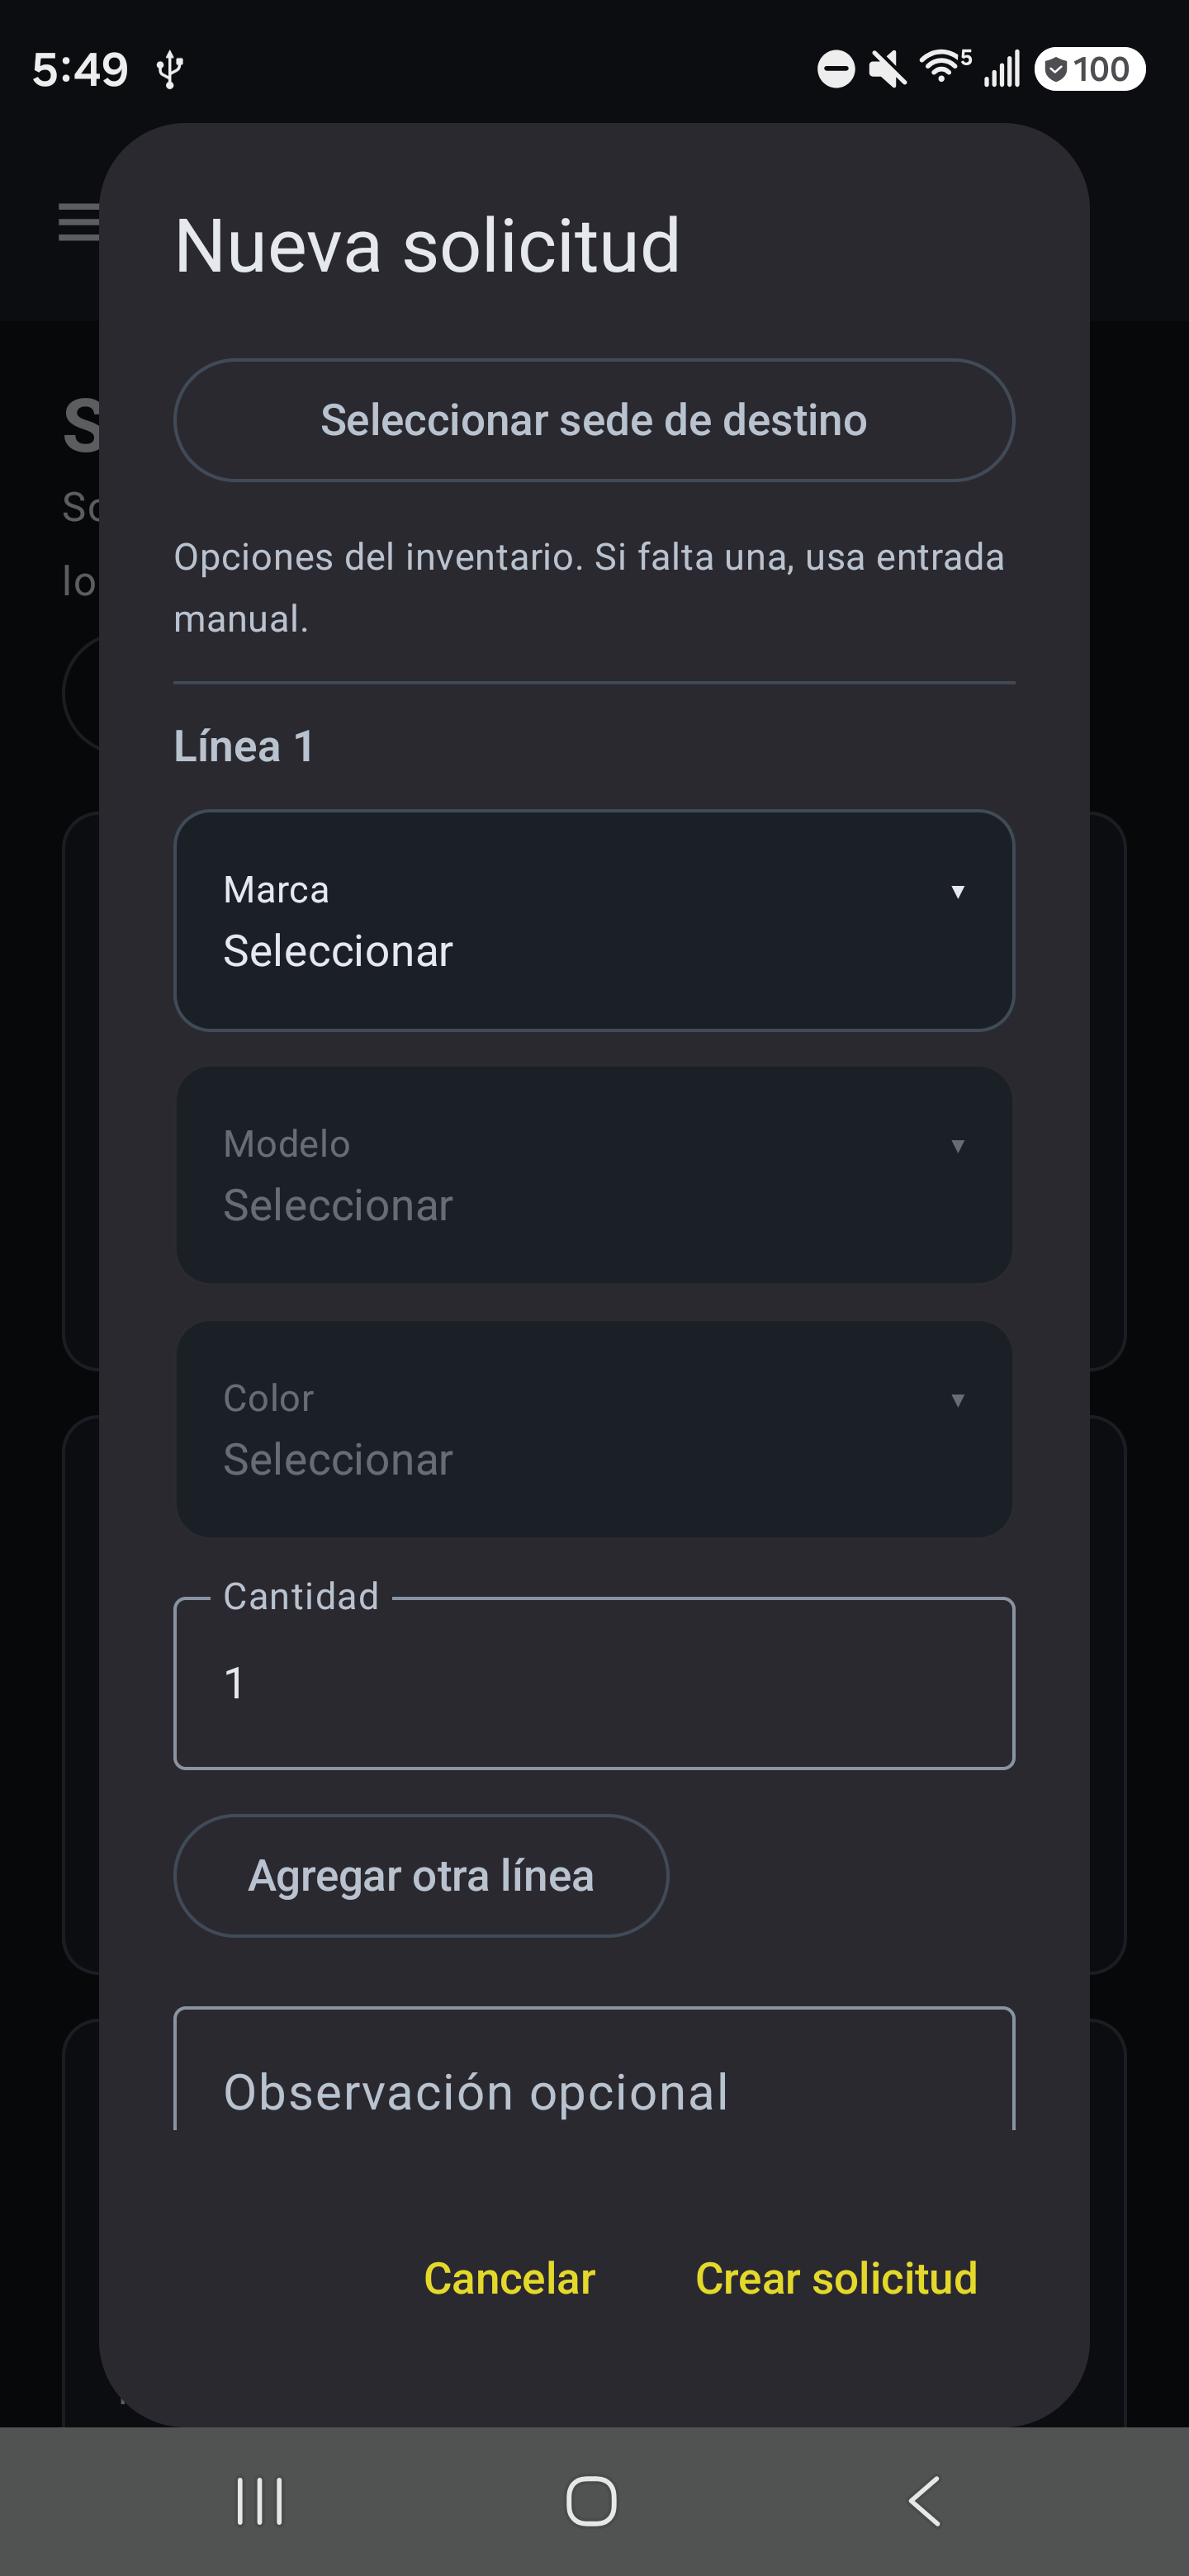 5:49
5 100
Nueva solicitud
Seleccionar sede de destino
Opciones del inventario. Si falta una, usa entrada
manual.
Línea 1
Marca ▼
Seleccionar
Modelo ▼
Seleccionar
Color ▼
Seleccionar
Cantidad
1
Agregar otra línea
Observación opcional
Cancelar Crear solicitud